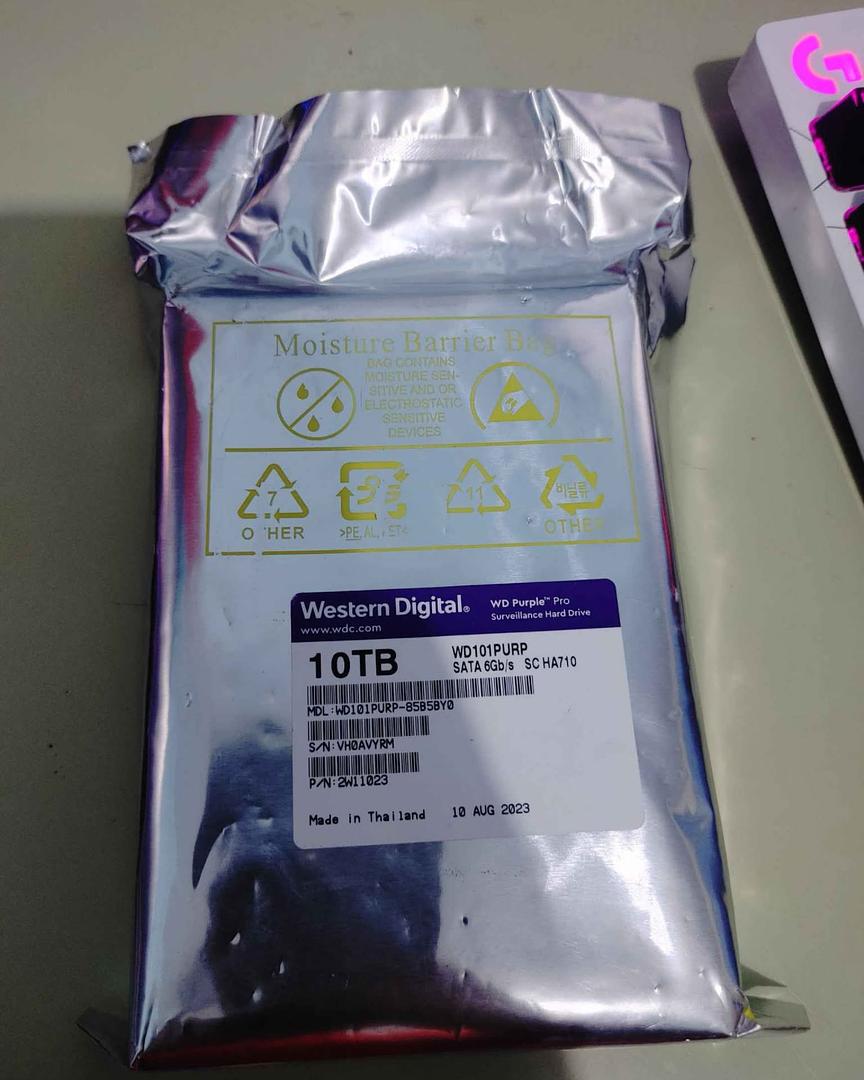 Moisture Barrier Bag
BAG CONTAINS
MOISTURE SEN-
SITIVE AND OR
ELECTROSTATIC
SENSITIVE
DEVICES
7
11
비닐류
O HER
>PE, AL, ET<
OTHER
Western Digital®
www.wdc.com
WD Purple™ Pro
Surveillance Hard Drive
10TB
WD101PURP
SATA 6Gb/s SC HA710
MDL:WD101PURP-85B5BY0
S/N:VH0AVYRM
P/N:2W11023
Made in Thailand 10 AUG 2023
G